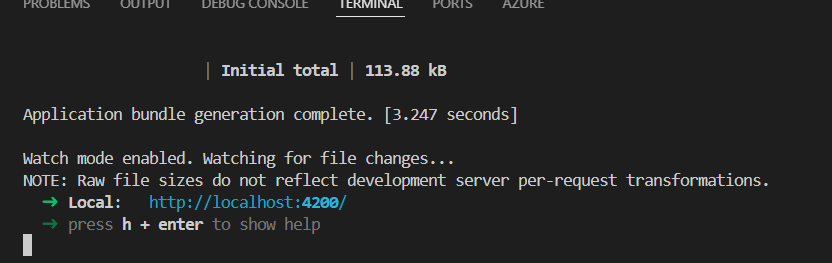 PROBLEMS OUTPUT DEBUG CONSOLE TERMINAL PORTS AZURE
| Initial total | 113.88 kB
Application bundle generation complete. [3.247 seconds]
Watch mode enabled. Watching for file changes...
NOTE: Raw file sizes do not reflect development server per-request transformations.
➜ Local: http://localhost:4200/
➜ press h + enter to show help